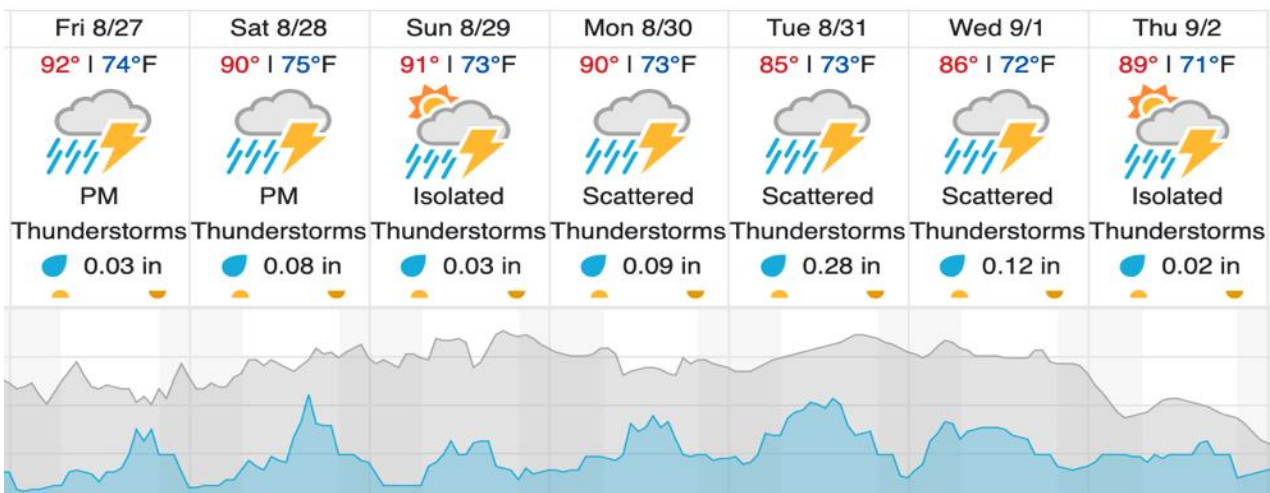 Fri 8/27 Sat 8/28 Sun 8/29 Mon 8/30 Tue 8/31 Wed 9/1 Thu 9/2
92° | 74°F 90° | 75°F 91° | 73°F 90° | 73°F 85° | 73°F 86° | 72°F 89° | 71°F
PM PM Isolated Scattered Scattered Scattered Isolated
Thunderstorms Thunderstorms Thunderstorms Thunderstorms Thunderstorms Thunderstorms Thunderstorms
0.03 in 0.08 in 0.03 in 0.09 in 0.28 in 0.12 in 0.02 in